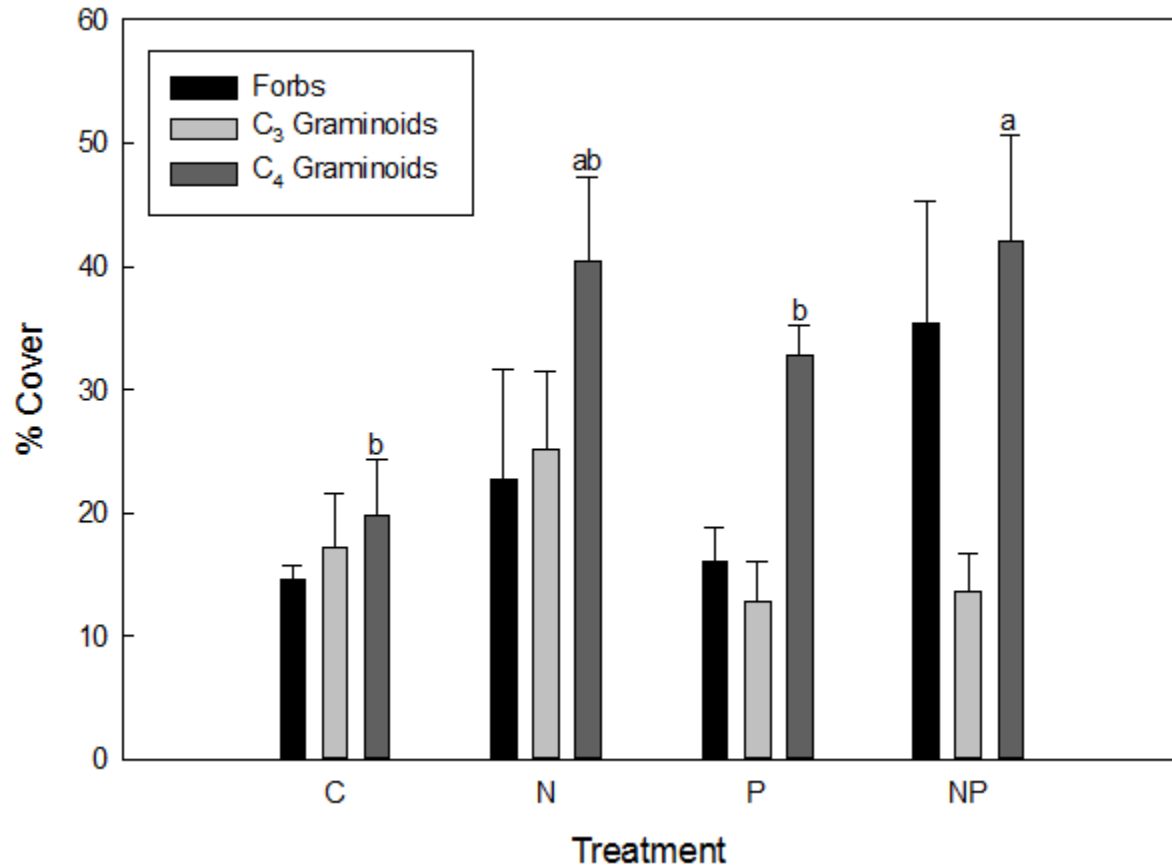 60
50
40
30
20
10
0
% Cover
Forbs
C₃ Graminoids
C₄ Graminoids
b
ab
b
a
C N P NP
Treatment